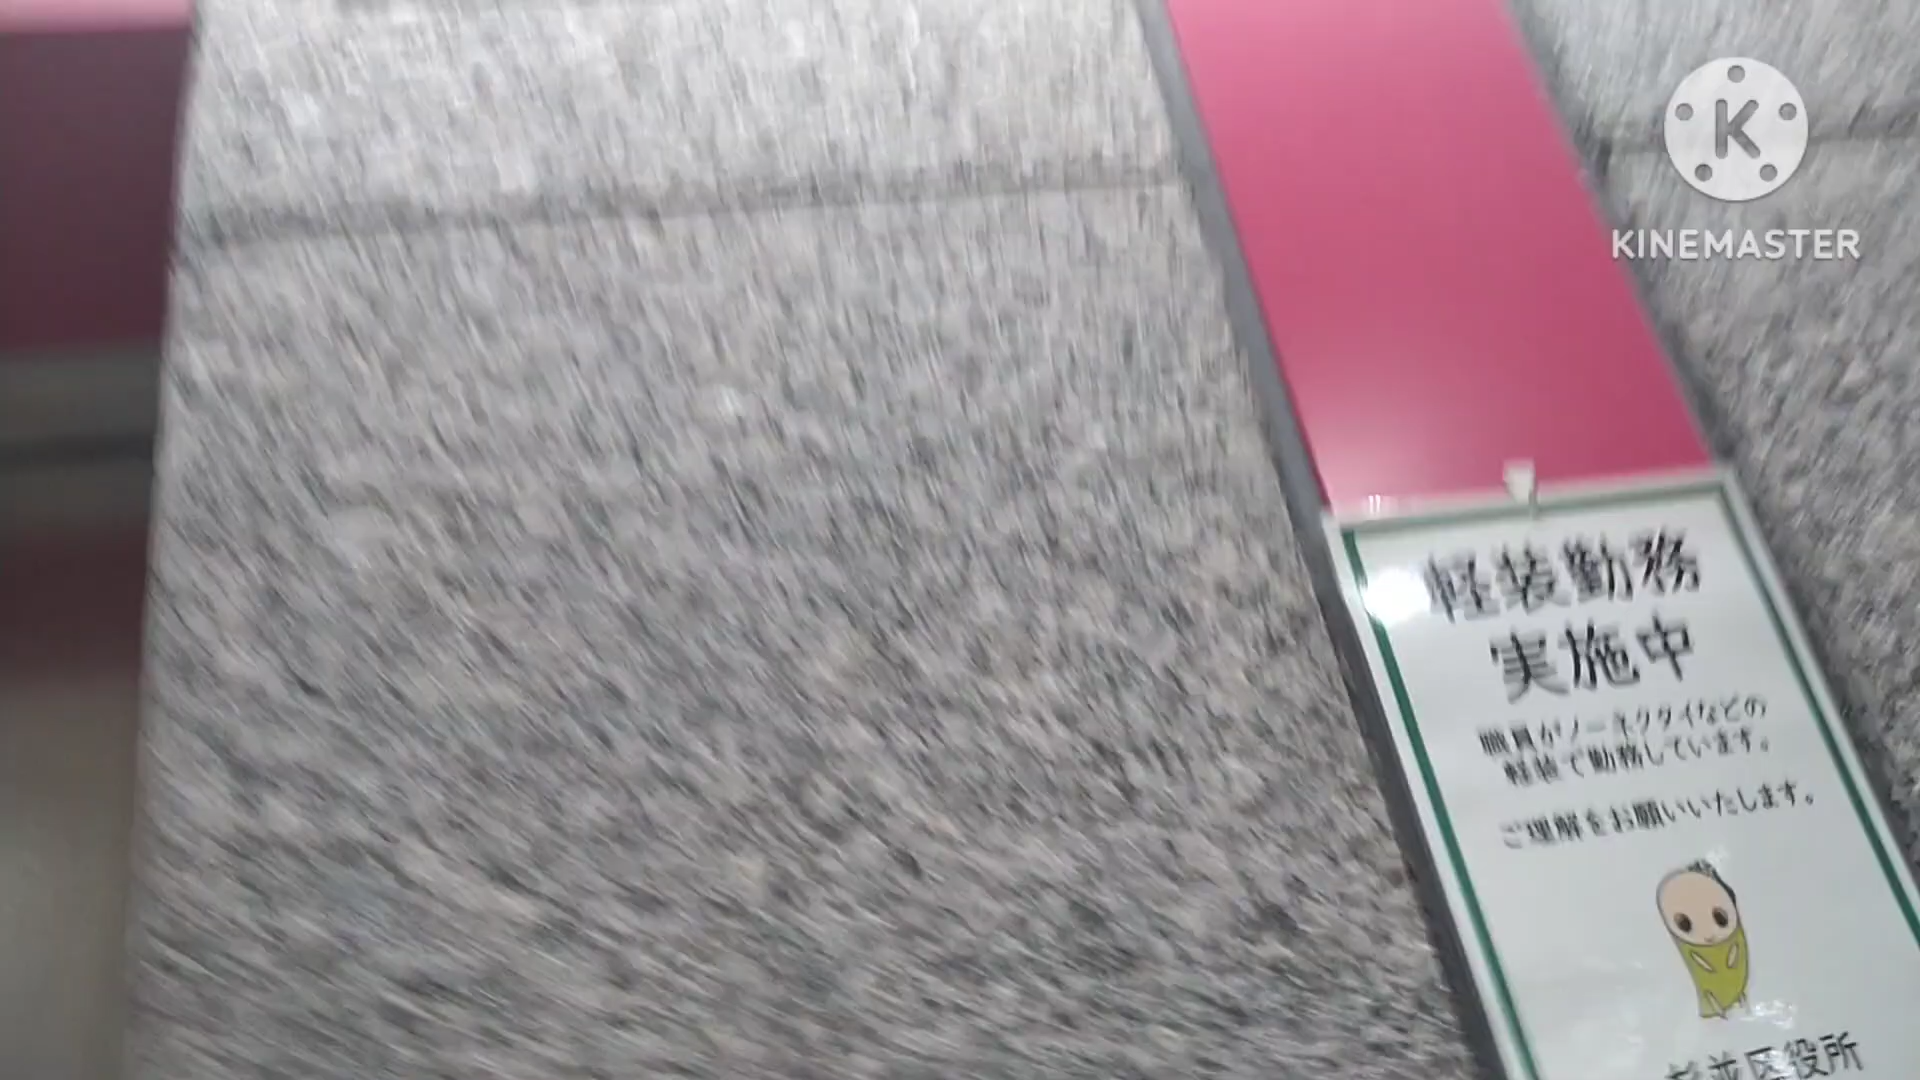 K
KINEMASTER
軽装勤務
実施中
職員がノーネクタイなどの
軽装で勤務しています。
ご理解をお願いいたします。
杉並区役所